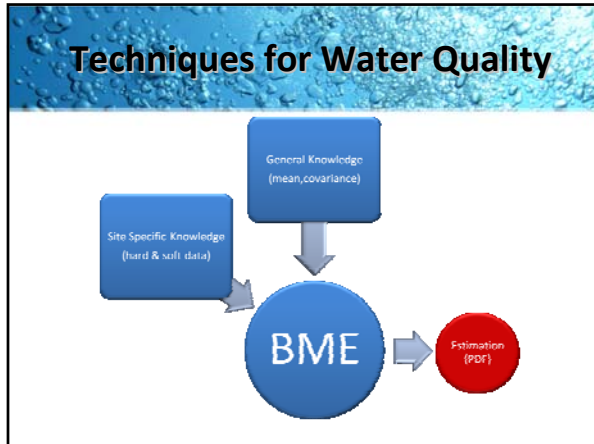 Techniques for Water Quality
General Knowledge
(mean,covariance)
Site Specific Knowledge
(hard & soft data)
BME
Estimation
(PDF)